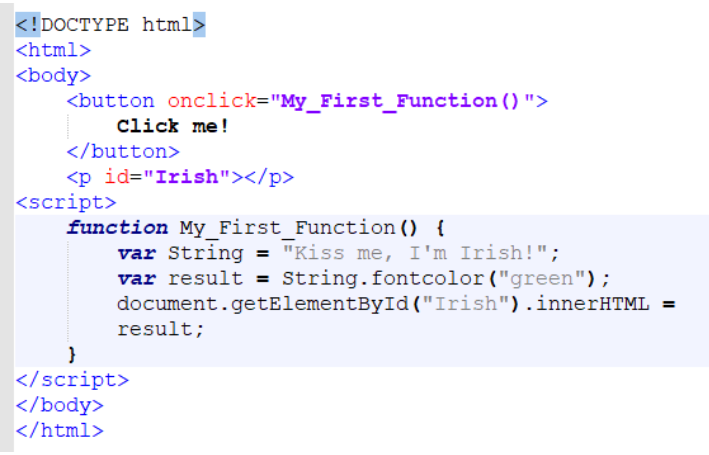 <!DOCTYPE html>
<html>
<body>
    <button onclick="My_First_Function()">
        Click me!
    </button>
    <p id="Irish"></p>
<script>
    function My_First_Function() {
        var String = "Kiss me, I'm Irish!";
        var result = String.fontcolor("green");
        document.getElementById("Irish").innerHTML =
        result;
    }
</script>
</body>
</html>